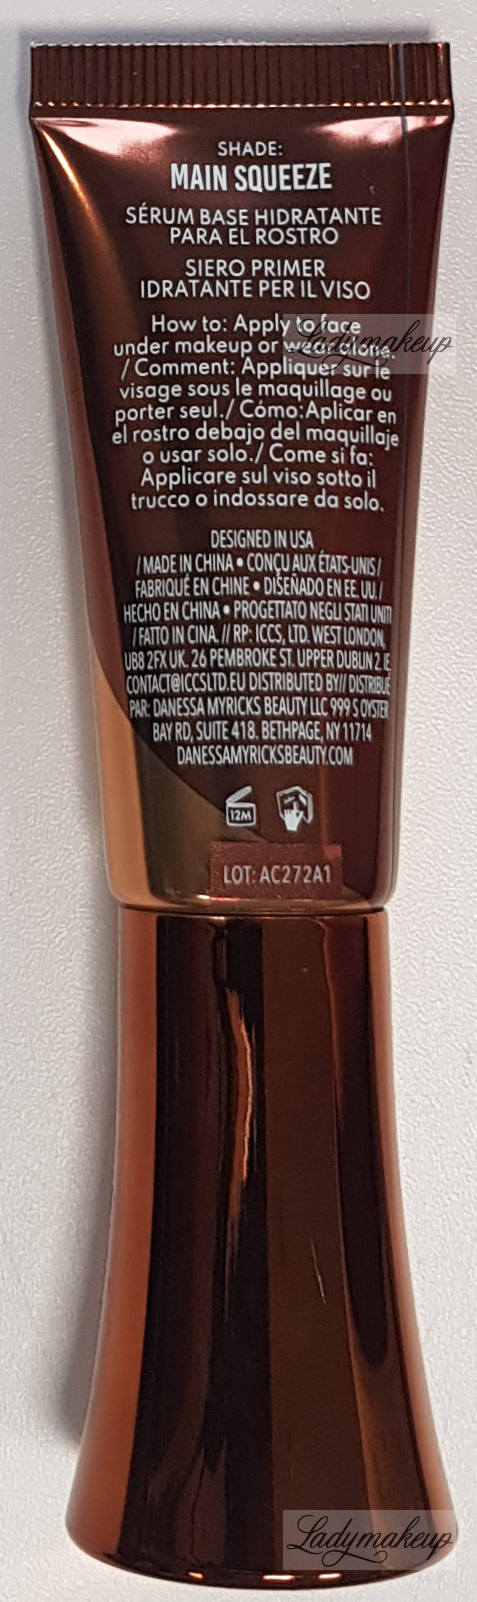 SHADE:
MAIN SQUEEZE
SÉRUM BASE HIDRATANTE
PARA EL ROSTRO
SIERO PRIMER
IDRATANTE PER IL VISO
How to: Apply to face
under makeup or wear alone.
/ Comment: Appliquer sur le
visage sous le maquillage ou
porter seul./ Cómo:Aplicar en
el rostro debajo del maquillaje
o usar solo./ Come si fa:
Applicare sul viso sotto il
trucco o indossare da solo.
Ladymakeup
DESIGNED IN USA
/ MADE IN CHINA • CONÇU AUX ÉTATS-UNIS /
FABRIQUÉ EN CHINE • DISEÑADO EN EE. UU. /
HECHO EN CHINA • PROGETTATO NEGLI STATI UNITI
/ FATTO IN CINA. // RP: ICCS, LTD. WEST LONDON,
UB8 2FX UK. 26 PEMBROKE ST. UPPER DUBLIN 2, IE
CONTACT@ICCSLTD.EU DISTRIBUTED BY// DISTRIBUÉ
PAR: DANESSA MYRICKS BEAUTY LLC 999 S OYSTER
BAY RD, SUITE 418. BETHPAGE, NY 11714
DANESSAMYRICKSBEAUTY.COM
12M
LOT: AC272A1
Ladymakeup